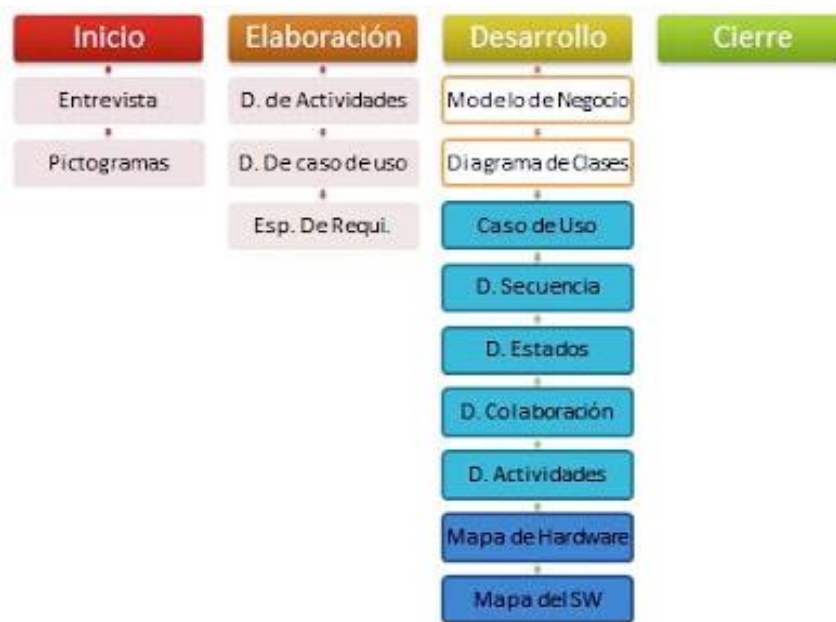 Inicio
Entrevista
Pictogramas
Elaboración
D. de Actividades
D. De caso de uso
Esp. De Requi.
Desarrollo
Modelo de Negocio
Diagrama de Clases
Caso de Uso
D. Secuencia
D. Estados
D. Colaboración
D. Actividades
Mapa de Hardware
Mapa del SW
Cierre